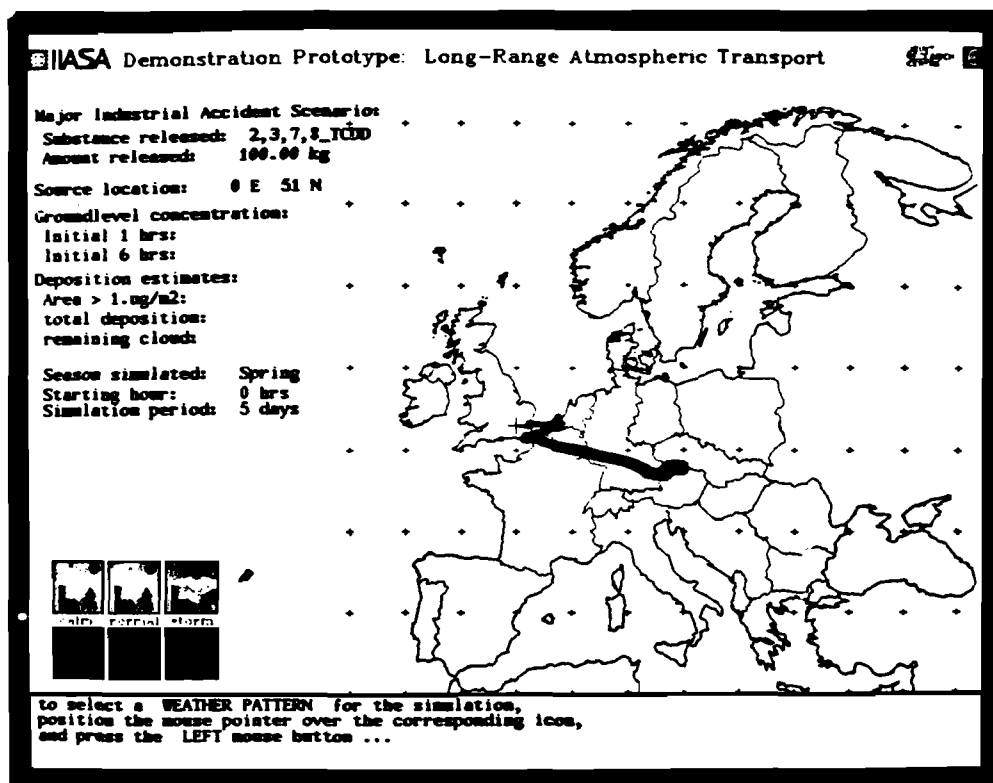 IIASA Demonstration Prototype: Long-Range Atmospheric Transport
Major Industrial Accident Scenario:
Substance released: 2,3,7,8_TCDD
Amount released: 100.00 kg
Source location: 0 E 51 N
Groundlevel concentration:
Initial 1 hrs:
Initial 6 hrs:
Deposition estimates:
Area > 1.ng/m2:
total deposition:
remaining cloud:
Season simulated: Spring
Starting hour: 0 hrs
Simulation period: 5 days
calm normal storm
to select a WEATHER PATTERN for the simulation,
position the mouse pointer over the corresponding icon,
and press the LEFT mouse button ...